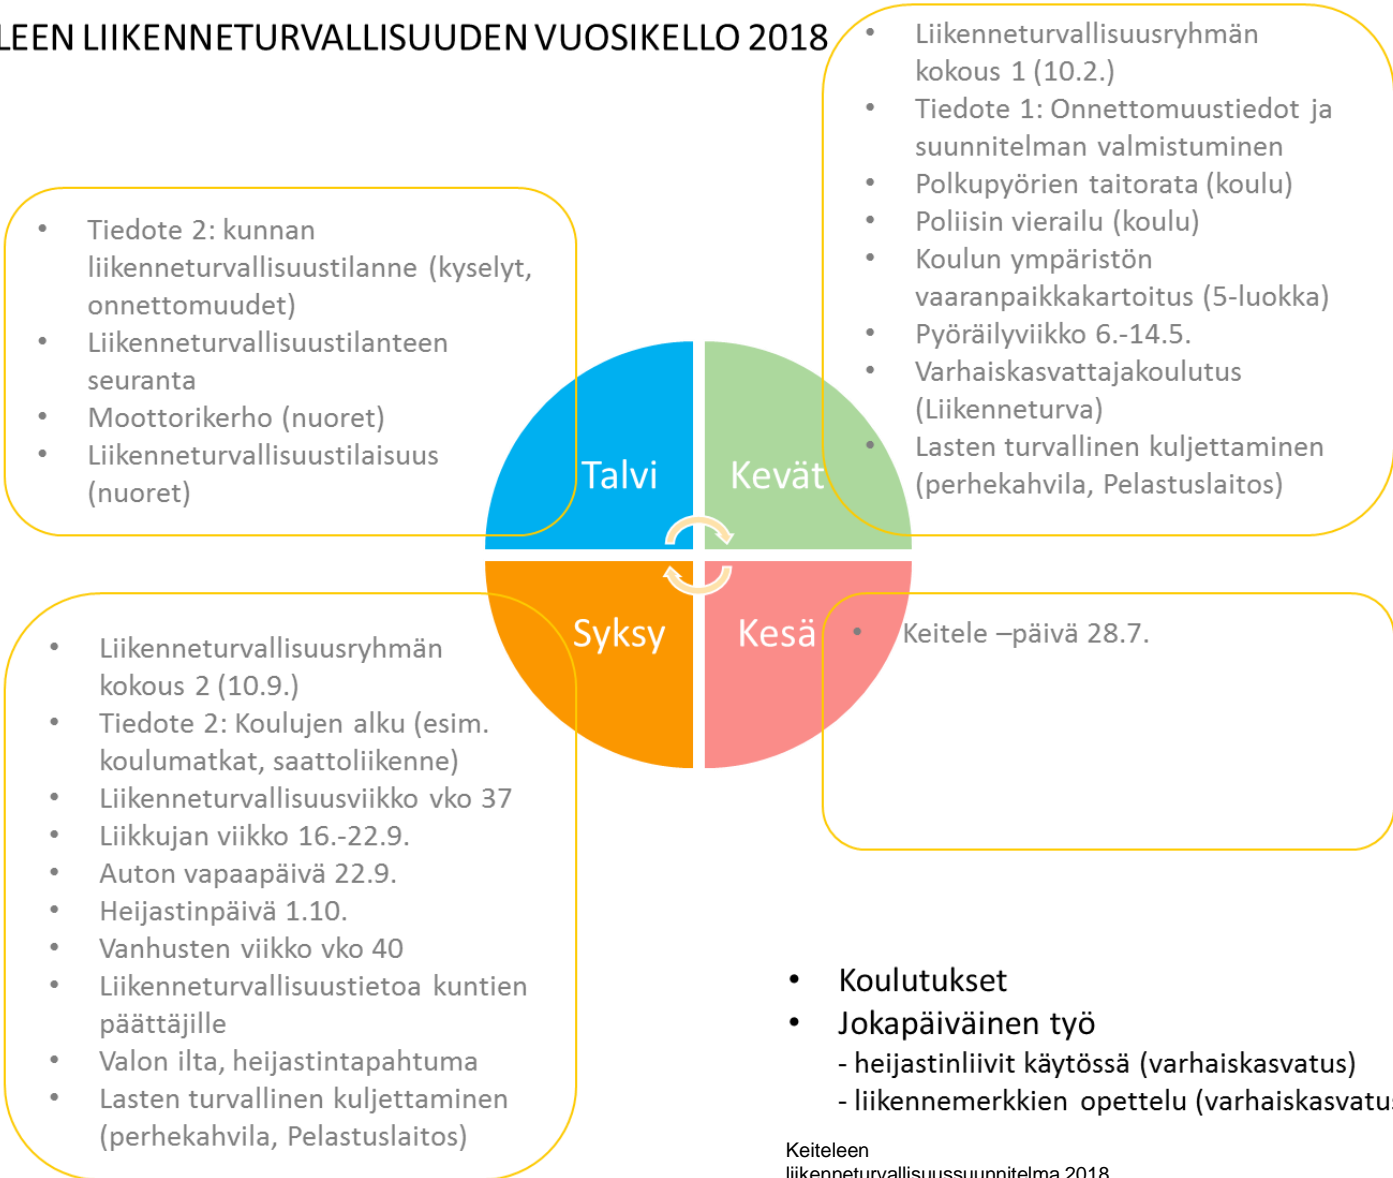 LEEN LIIKENNETURVALLISUUDEN VUOSIKELLO 2018
• Liikenneturvallisuusryhmän
kokous 1 (10.2.)
• Tiedote 1: Onnettomuustiedot ja
suunnitelman valmistuminen
• Polkupyörien taitorata (koulu)
• Poliisin vierailu (koulu)
• Koulun ympäristön
vaaranpaikkakartoitus (5-luokka)
• Pyöräilyviikko 6.-14.5.
• Varhaiskasvattajakoulutus
(Liikenneturva)
• Lasten turvallinen kuljettaminen
(perhekahvila, Pelastuslaitos)
• Tiedote 2: kunnan
liikenneturvallisuustilanne (kyselyt,
onnettomuudet)
• Liikenneturvallisuustilanteen
seuranta
• Moottorikerho (nuoret)
• Liikenneturvallisuustilaisuus
(nuoret)
Talvi
Kevät
Syksy
Kesä
• Keitele –päivä 28.7.
• Liikenneturvallisuusryhmän
kokous 2 (10.9.)
• Tiedote 2: Koulujen alku (esim.
koulumatkat, saattoliikenne)
• Liikenneturvallisuusviikko vko 37
• Liikkujan viikko 16.-22.9.
• Auton vapaapäivä 22.9.
• Heijastinpäivä 1.10.
• Vanhusten viikko vko 40
• Liikenneturvallisuustietoa kuntien
päättäjille
• Valon ilta, heijastintapahtuma
• Lasten turvallinen kuljettaminen
(perhekahvila, Pelastuslaitos)
• Koulutukset
• Jokapäiväinen työ
- heijastinliivit käytössä (varhaiskasvatus)
- liikennemerkkien opettelu (varhaiskasvatus
Keiteleen
liikenneturvallisuussuunnitelma 2018